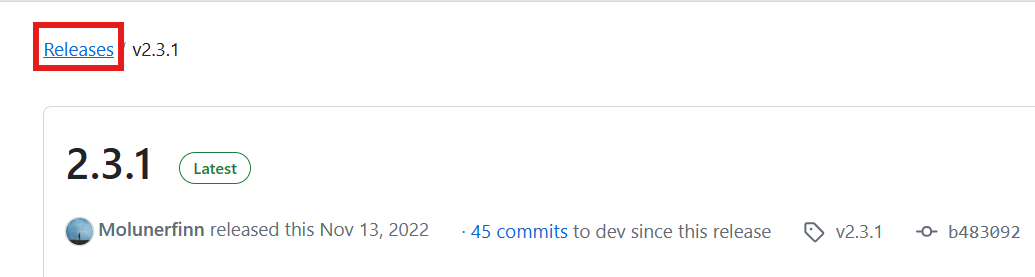 Releases / v2.3.1
2.3.1 Latest
Molunerfinn released this Nov 13, 2022 · 45 commits to dev since this release v2.3.1 b483092